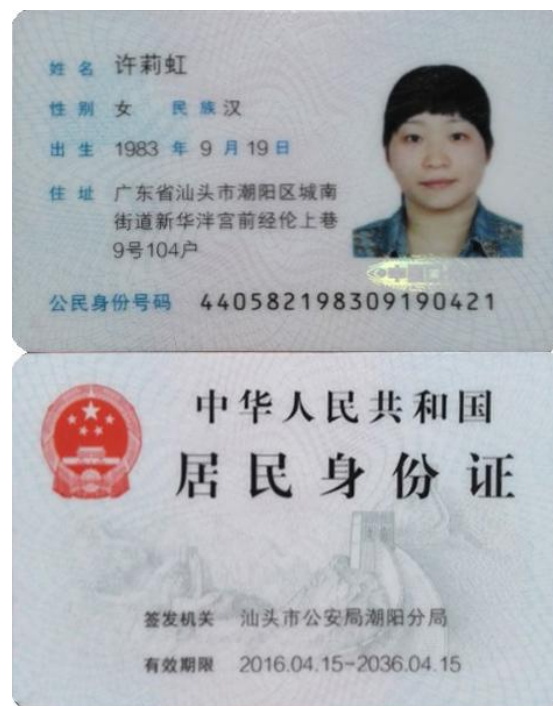 姓名 许莉虹
性别 女 民族 汉
出生 1983 年 9 月 19 日
住址 广东省汕头市潮阳区城南
街道新华泮宫前经伦上巷
9号104户
公民身份号码 440582198309190421
中华人民共和国
居民身份证
签发机关 汕头市公安局潮阳分局
有效期限 2016.04.15-2036.04.15